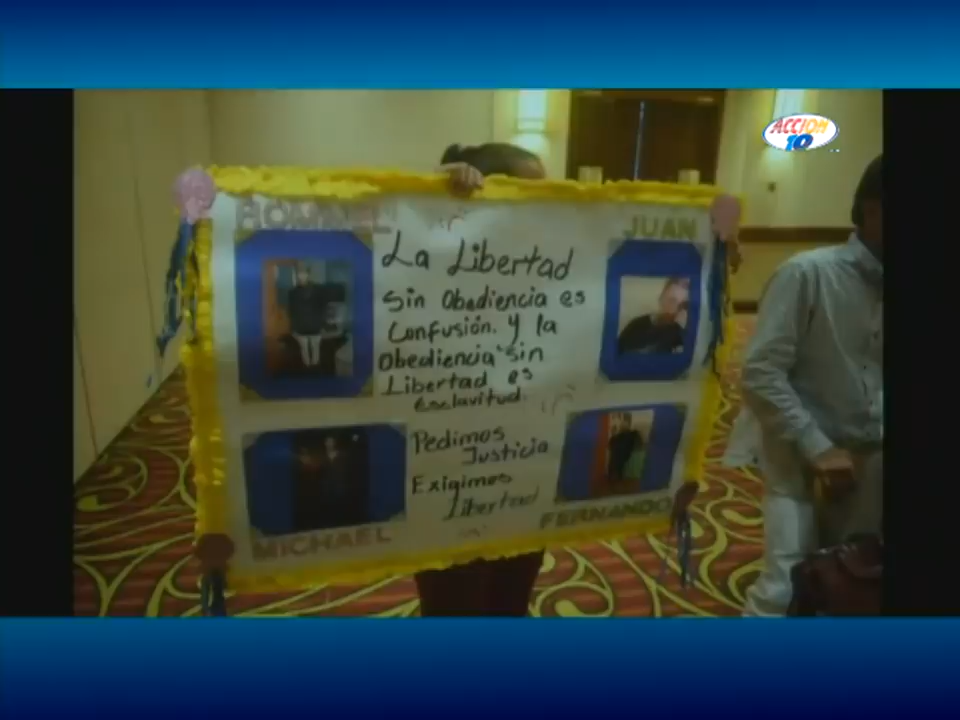 ACCION
10
ROMMEL
JUAN
La Libertad
Sin Obediencia es
Confusión. y la
Obediencia sin
Libertad es
esclavitud.
Pedimos
Justicia
Exigimos
Libertad
MICHAEL
FERNANDO